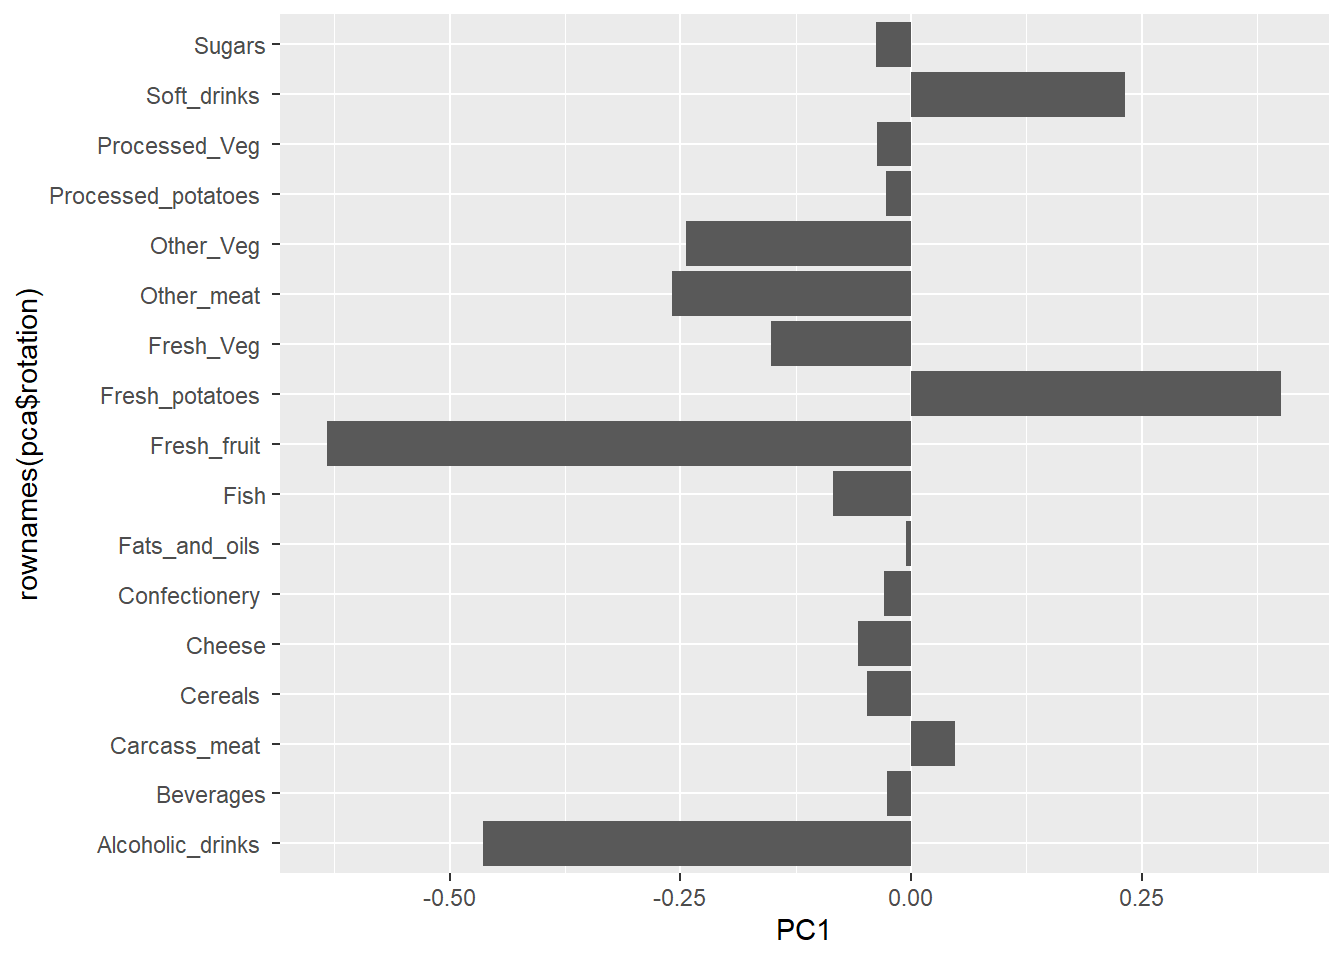 Sugars
Soft_drinks
Processed_Veg
Processed_potatoes
Other_Veg
Other_meat
Fresh_Veg
Fresh_potatoes
Fresh_fruit
Fish
Fats_and_oils
Confectionery
Cheese
Cereals
Carcass_meat
Beverages
Alcoholic_drinks
rownames(pca$rotation)
-0.50 -0.25 0.00 0.25
PC1